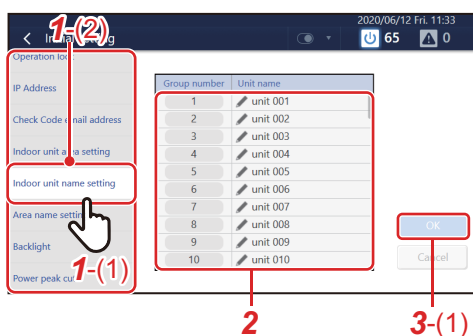 2020/06/12 Fri. 11:33
1-(2)
65
0
Operation lock
IP Address
Check Code email address
Indoor unit area setting
Indoor unit name setting
Area name setting
Backlight
Power peak cut
1-(1)
Group number Unit name
1 unit 001
2 unit 002
3 unit 003
4 unit 004
5 unit 005
6 unit 006
7 unit 007
8 unit 008
9 unit 009
10 unit 010
OK
Cancel
2
3-(1)